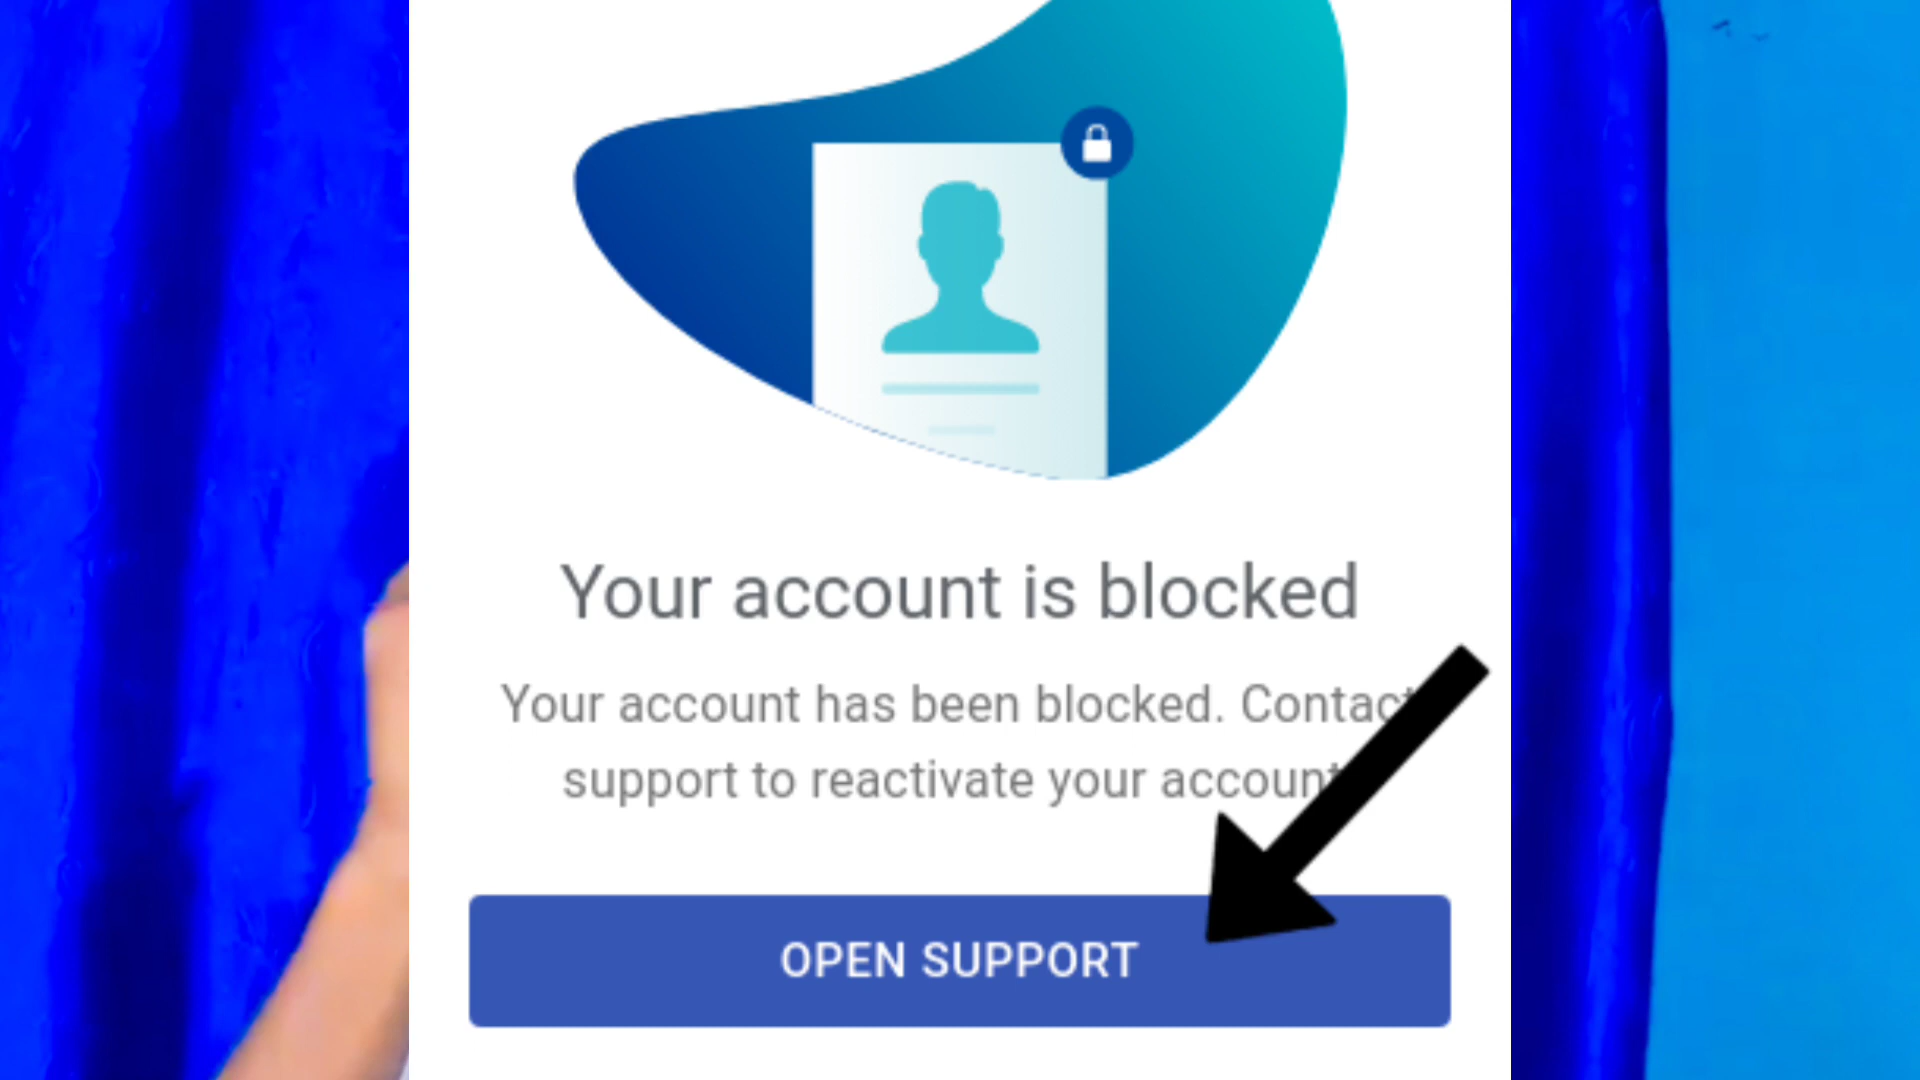 Your account is blocked
Your account has been blocked. Contact
support to reactivate your account
OPEN SUPPORT